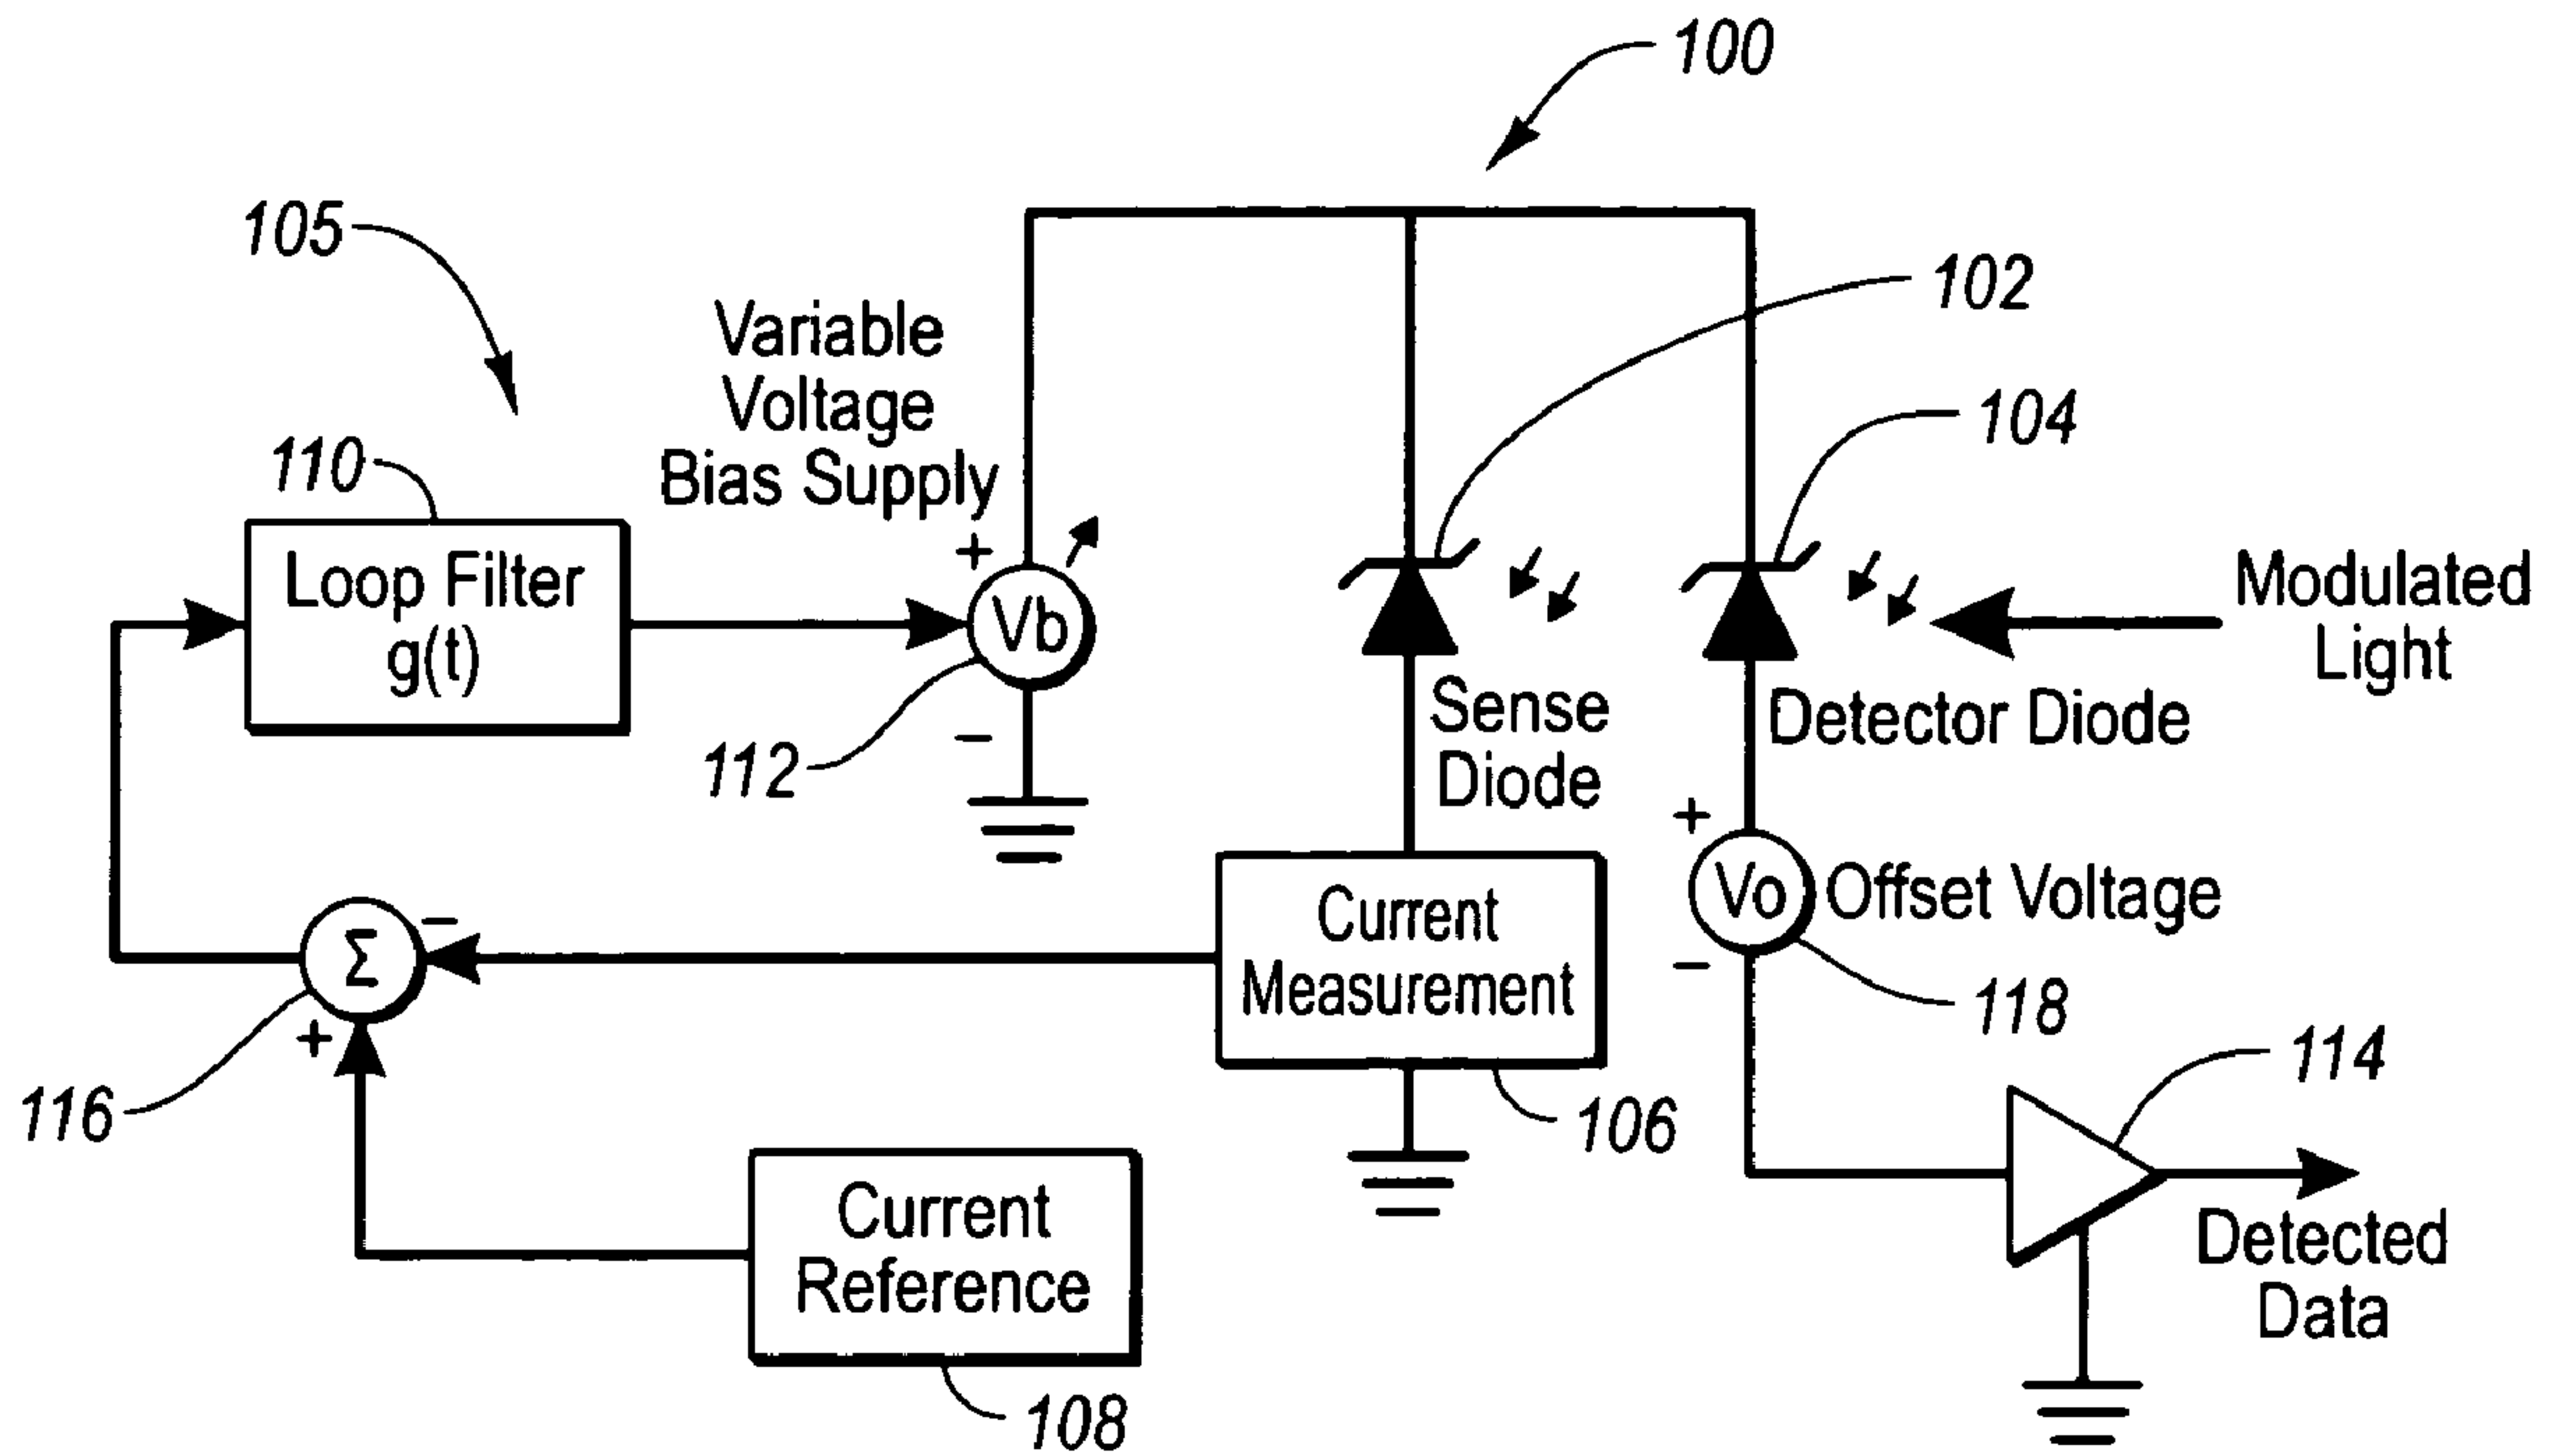 100
105
102
Variable
Voltage
Bias Supply
104
110
+
Loop Filter
g(t)
Vb
Modulated
Light
112
−
Sense
Diode
Detector Diode
+
Vo
Offset Voltage
−
118
Current
Measurement
−
Σ
+
116
106
114
Current
Reference
108
Detected
Data